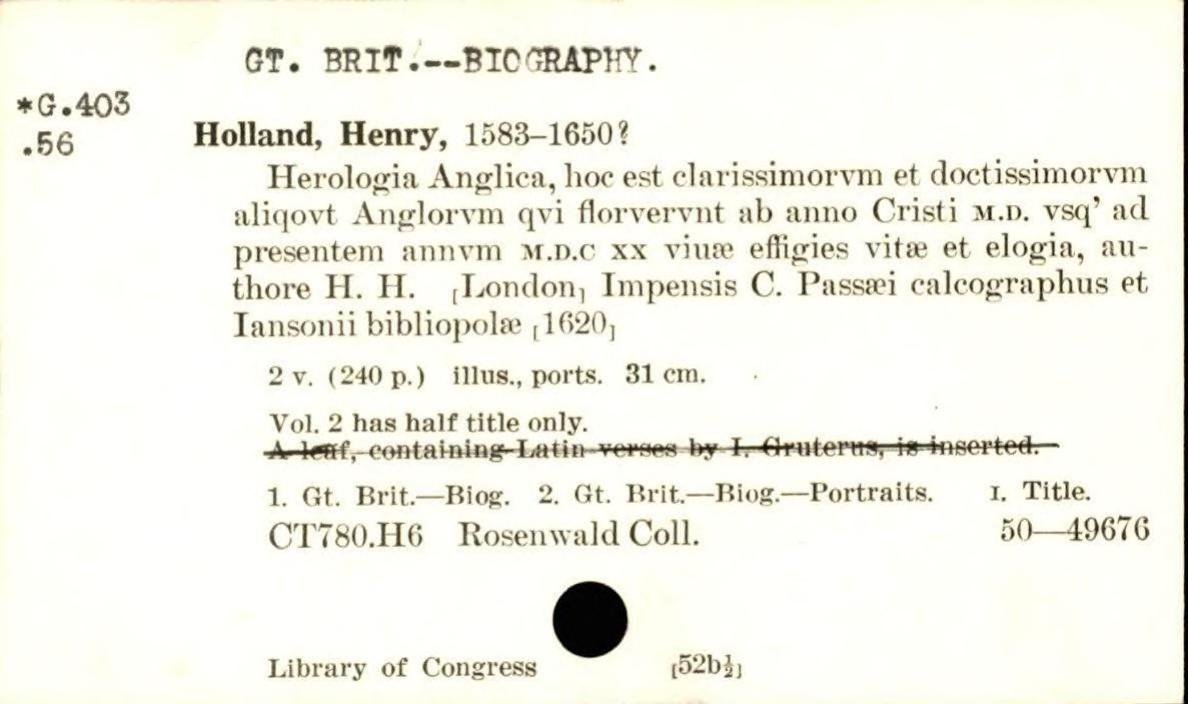 GT. BRIT.--BIOGRAPHY.
*G.403
.56
Holland, Henry, 1583–1650?
Herologia Anglica, hoc est clarissimorvm et doctissimorvm
aliqovt Anglorvm qvi florvervnt ab anno Cristi M.D. vsq' ad
presentem annvm M.D.C XX viuæ effigies vitæ et elogia, au-
thore H. H. [London] Impensis C. Passæi calcographus et
Iansonii bibliopolæ [1620]
2 v. (240 p.) illus., ports. 31 cm.
Vol. 2 has half title only.
A leaf, containing Latin verses by I. Gruterus, is inserted.
1. Gt. Brit.—Biog. 2. Gt. Brit.—Biog.—Portraits. I. Title.
CT780.H6 Rosenwald Coll. 50—49676
Library of Congress [52b½]